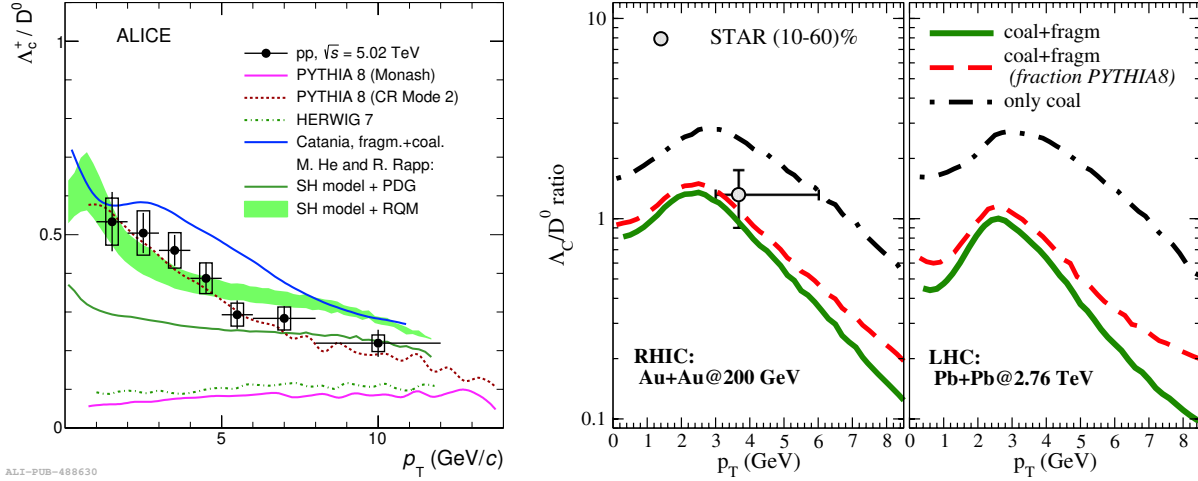 Λc⁺ / D⁰
1
0.5
0
ALICE
pp, √s = 5.02 TeV
PYTHIA 8 (Monash)
PYTHIA 8 (CR Mode 2)
HERWIG 7
Catania, fragm.+coal.
M. He and R. Rapp:
SH model + PDG
SH model + RQM
5 10
pT (GeV/c)
ALI-PUB-488630
ΛC/D⁰ ratio
10
1
0.1
STAR (10-60)%
RHIC:
Au+Au@200 GeV
0 1 2 3 4 5 6 7 8
pT (GeV)
coal+fragm
coal+fragm
(fraction PYTHIA8)
only coal
LHC:
Pb+Pb@2.76 TeV
0 1 2 3 4 5 6 7 8
pT (GeV)